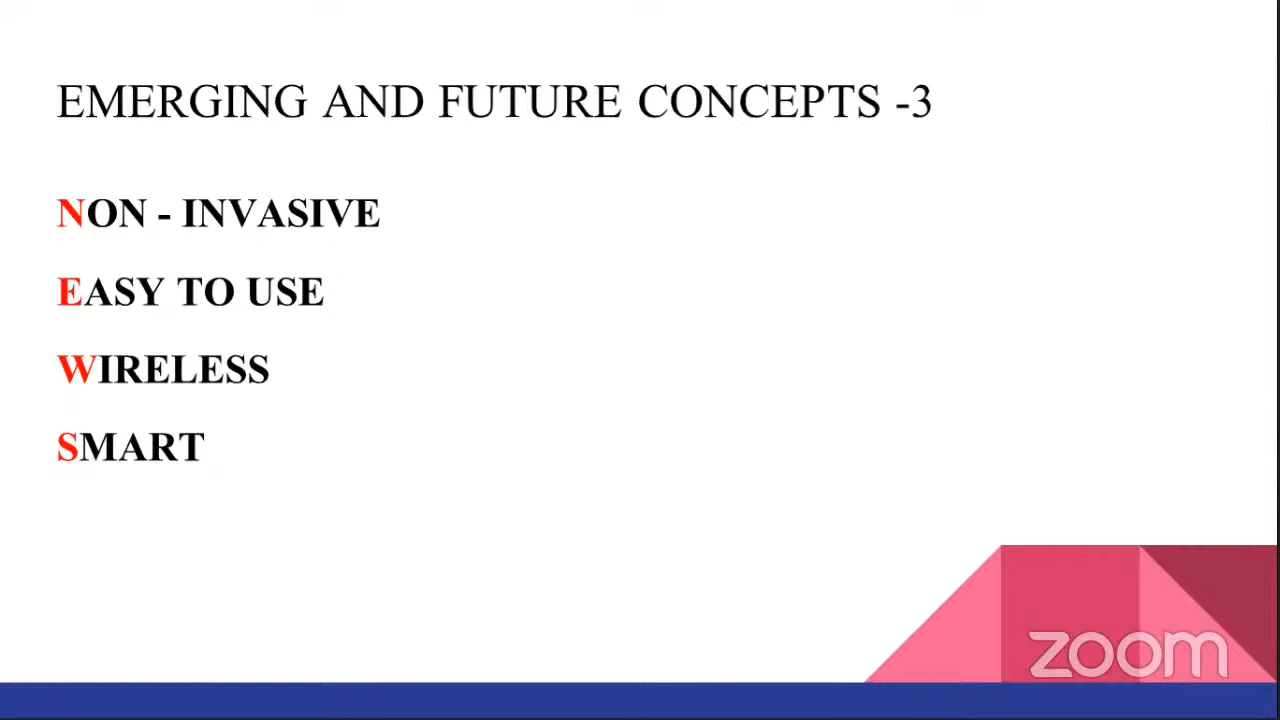 EMERGING AND FUTURE CONCEPTS -3
NON - INVASIVE
EASY TO USE
WIRELESS
SMART
zoom